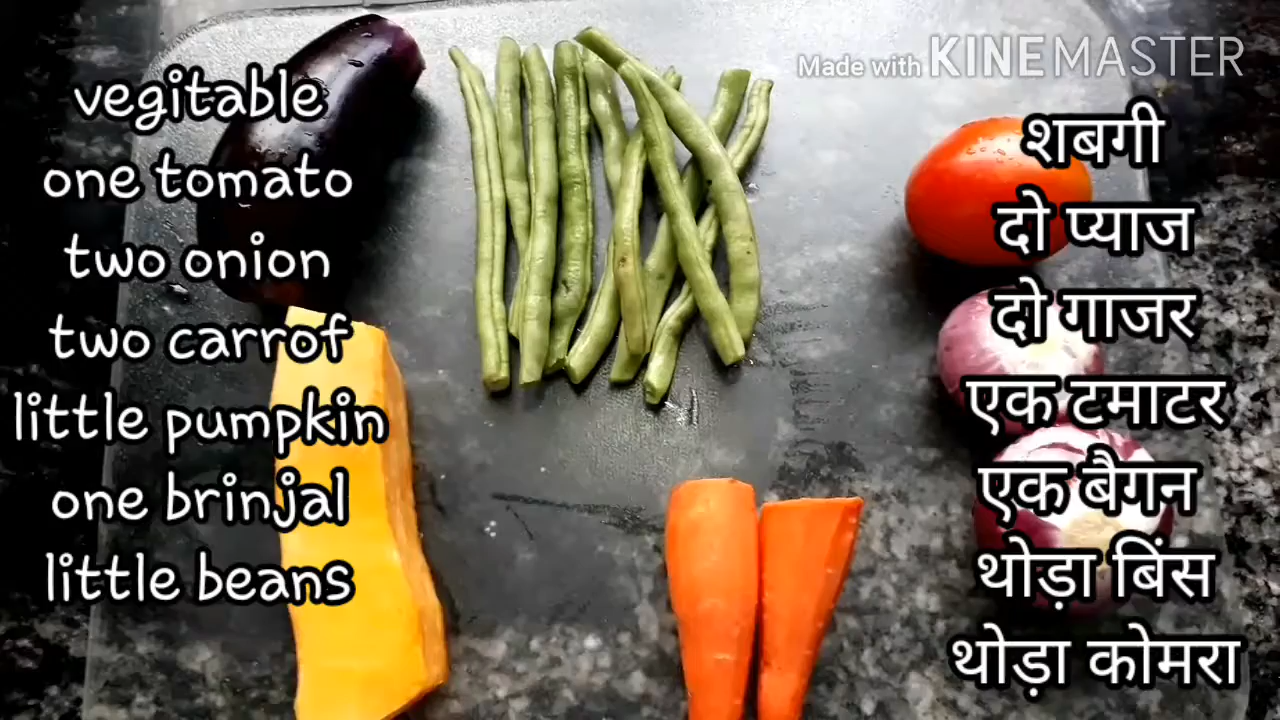 Made with KINEMASTER
vegitable
one tomato
two onion
two carrof
little pumpkin
one brinjal
little beans
शबगी
दो प्याज
दो गाजर
एक टमाटर
एक बैगन
थोड़ा बिंस
थोड़ा कोमरा